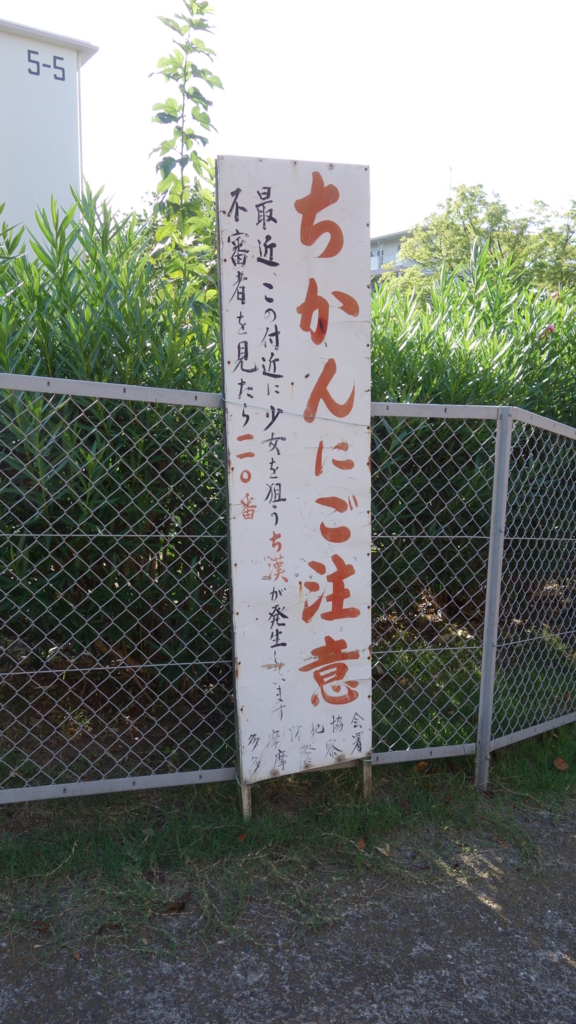 5-5
ちかんにご注意
最近、この付近に少女を狙うち漢が発生しています
不審者を見たら一一〇番
多摩防犯協会
多摩警察署